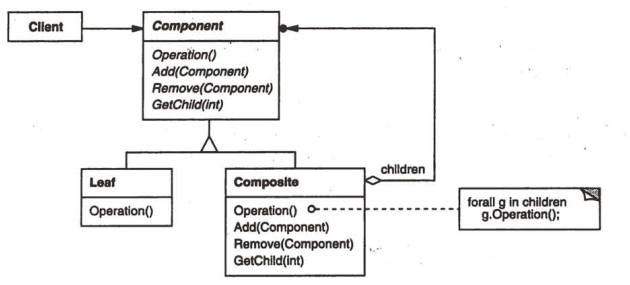 Client
Component
Operation()
Add(Component)
Remove(Component)
GetChild(int)
children
Leaf
Operation()
Composite
Operation()
Add(Component)
Remove(Component)
GetChild(int)
forall g in children
g.Operation();